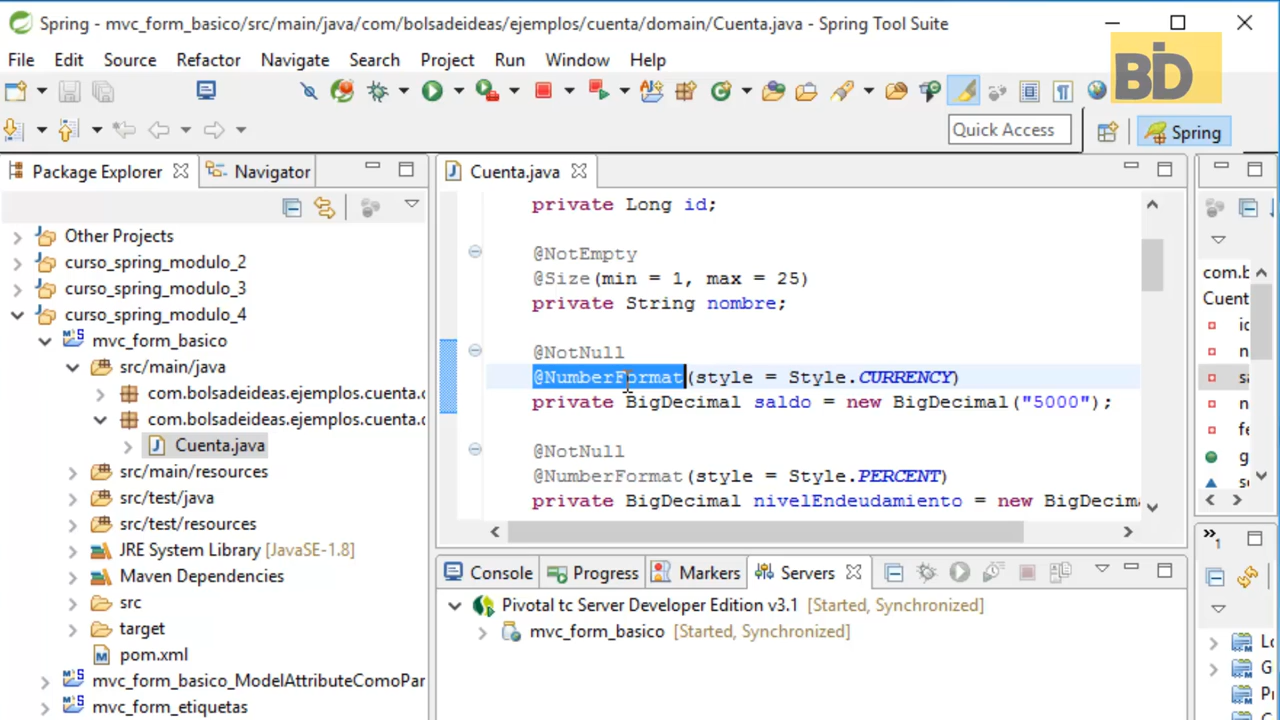 Spring - mvc_form_basico/src/main/java/com/bolsadeideas/ejemplos/cuenta/domain/Cuenta.java - Spring Tool Suite
File Edit Source Refactor Navigate Search Project Run Window Help
BD
Quick Access
Spring
Package Explorer
Navigator
Other Projects
curso_spring_modulo_2
curso_spring_modulo_3
curso_spring_modulo_4
mvc_form_basico
src/main/java
com.bolsadeideas.ejemplos.cuenta.
com.bolsadeideas.ejemplos.cuenta.
Cuenta.java
src/main/resources
src/test/java
src/test/resources
JRE System Library [JavaSE-1.8]
Maven Dependencies
src
target
pom.xml
mvc_form_basico_ModelAttributeComoPar
mvc_form_etiquetas
Cuenta.java
private Long id;
@NotEmpty
@Size(min = 1, max = 25)
private String nombre;
@NotNull
@NumberFormat(style = Style.CURRENCY)
private BigDecimal saldo = new BigDecimal("5000");
@NotNull
@NumberFormat(style = Style.PERCENT)
private BigDecimal nivelEndeudamiento = new BigDecim
com.b
Cuent
Console Progress Markers Servers
Pivotal tc Server Developer Edition v3.1 [Started, Synchronized]
mvc_form_basico [Started, Synchronized]